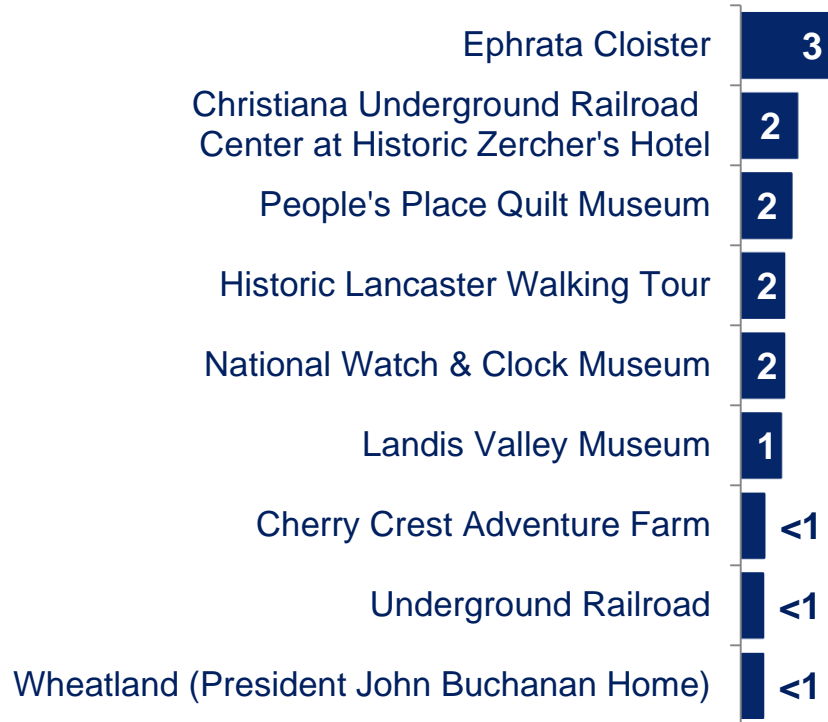 Ephrata Cloister 3
Christiana Underground Railroad
Center at Historic Zercher's Hotel 2
People's Place Quilt Museum 2
Historic Lancaster Walking Tour 2
National Watch & Clock Museum 2
Landis Valley Museum 1
Cherry Crest Adventure Farm <1
Underground Railroad <1
Wheatland (President John Buchanan Home) <1